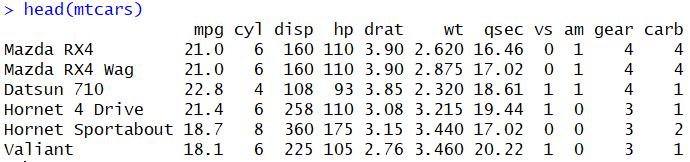 > head(mtcars)
mpg cyl disp hp drat wt qsec vs am gear carb
Mazda RX4 21.0 6 160 110 3.90 2.620 16.46 0 1 4 4
Mazda RX4 Wag 21.0 6 160 110 3.90 2.875 17.02 0 1 4 4
Datsun 710 22.8 4 108 93 3.85 2.320 18.61 1 1 4 1
Hornet 4 Drive 21.4 6 258 110 3.08 3.215 19.44 1 0 3 1
Hornet Sportabout 18.7 8 360 175 3.15 3.440 17.02 0 0 3 2
Valiant 18.1 6 225 105 2.76 3.460 20.22 1 0 3 1